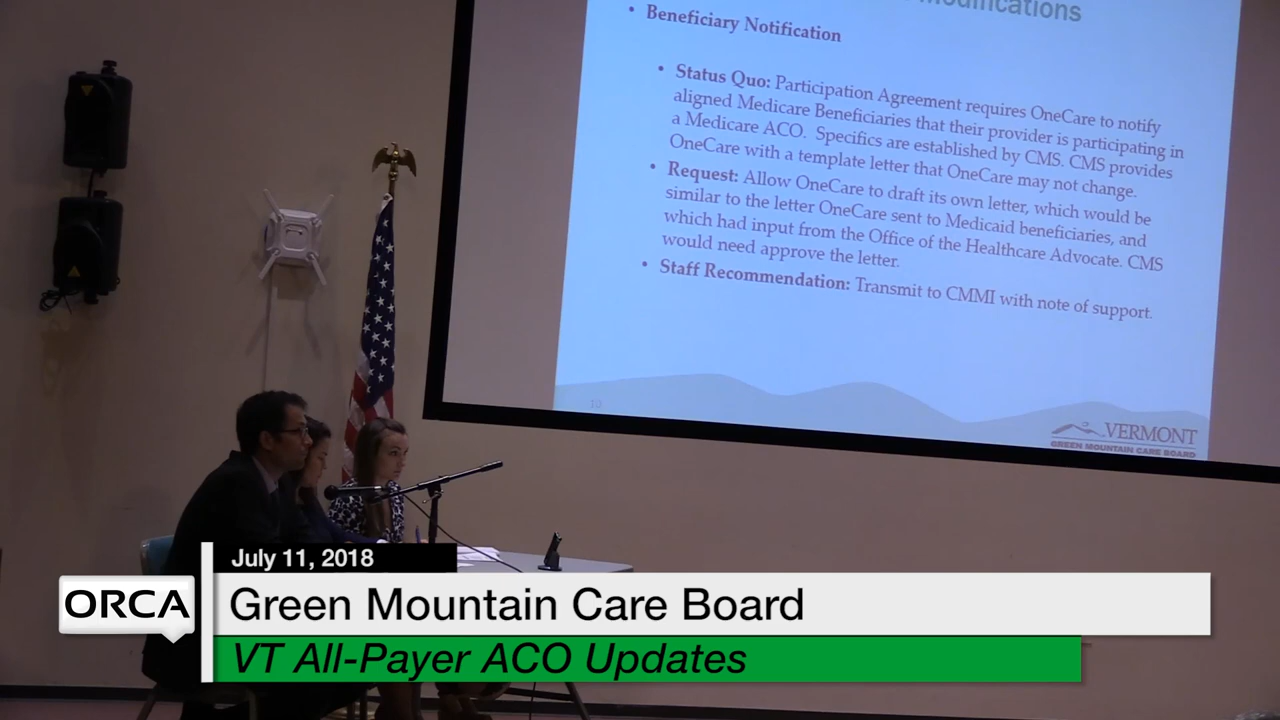 Modifications
• Beneficiary Notification
• Status Quo: Participation Agreement requires OneCare to notify
aligned Medicare Beneficiaries that their provider is participating in
a Medicare ACO. Specifics are established by CMS. CMS provides
OneCare with a template letter that OneCare may not change.
• Request: Allow OneCare to draft its own letter, which would be
similar to the letter OneCare sent to Medicaid beneficiaries, and
which had input from the Office of the Healthcare Advocate. CMS
would need approve the letter.
• Staff Recommendation: Transmit to CMMI with note of support.
10
VERMONT
GREEN MOUNTAIN CARE BOARD
July 11, 2018
ORCA
Green Mountain Care Board
VT All-Payer ACO Updates